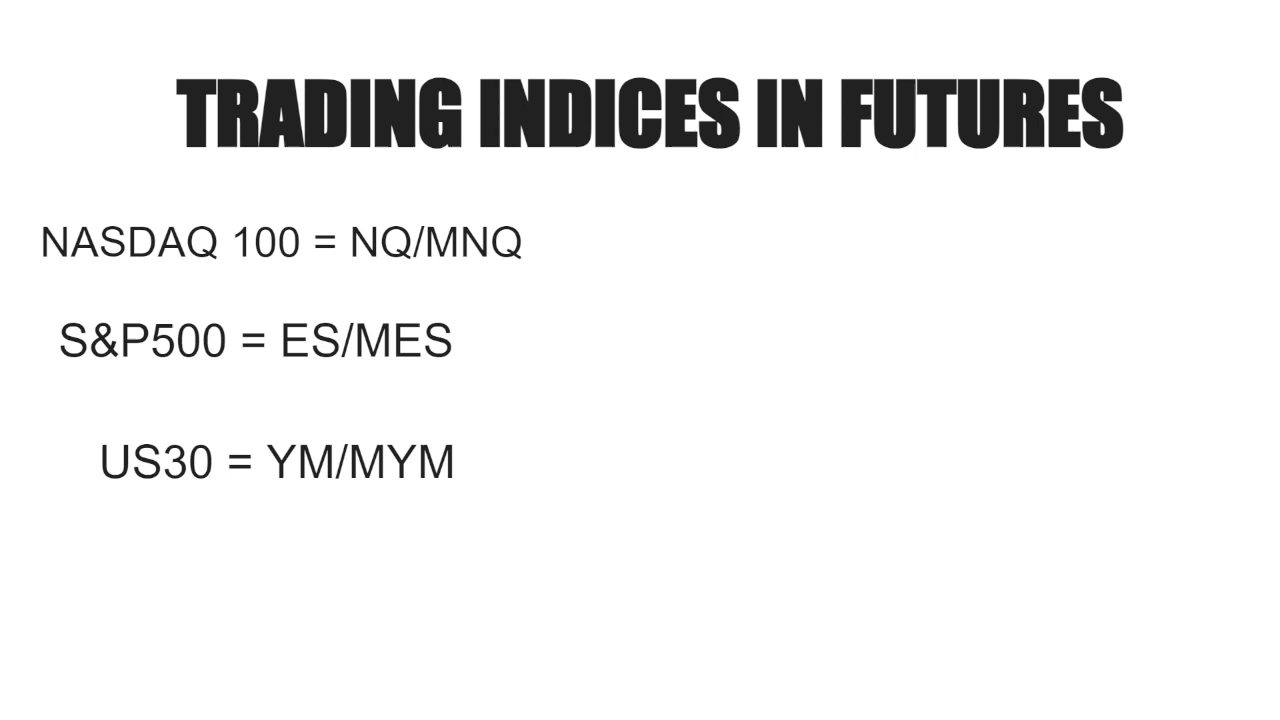 TRADING INDICES IN FUTURES
NASDAQ 100 = NQ/MNQ
S&P500 = ES/MES
US30 = YM/MYM